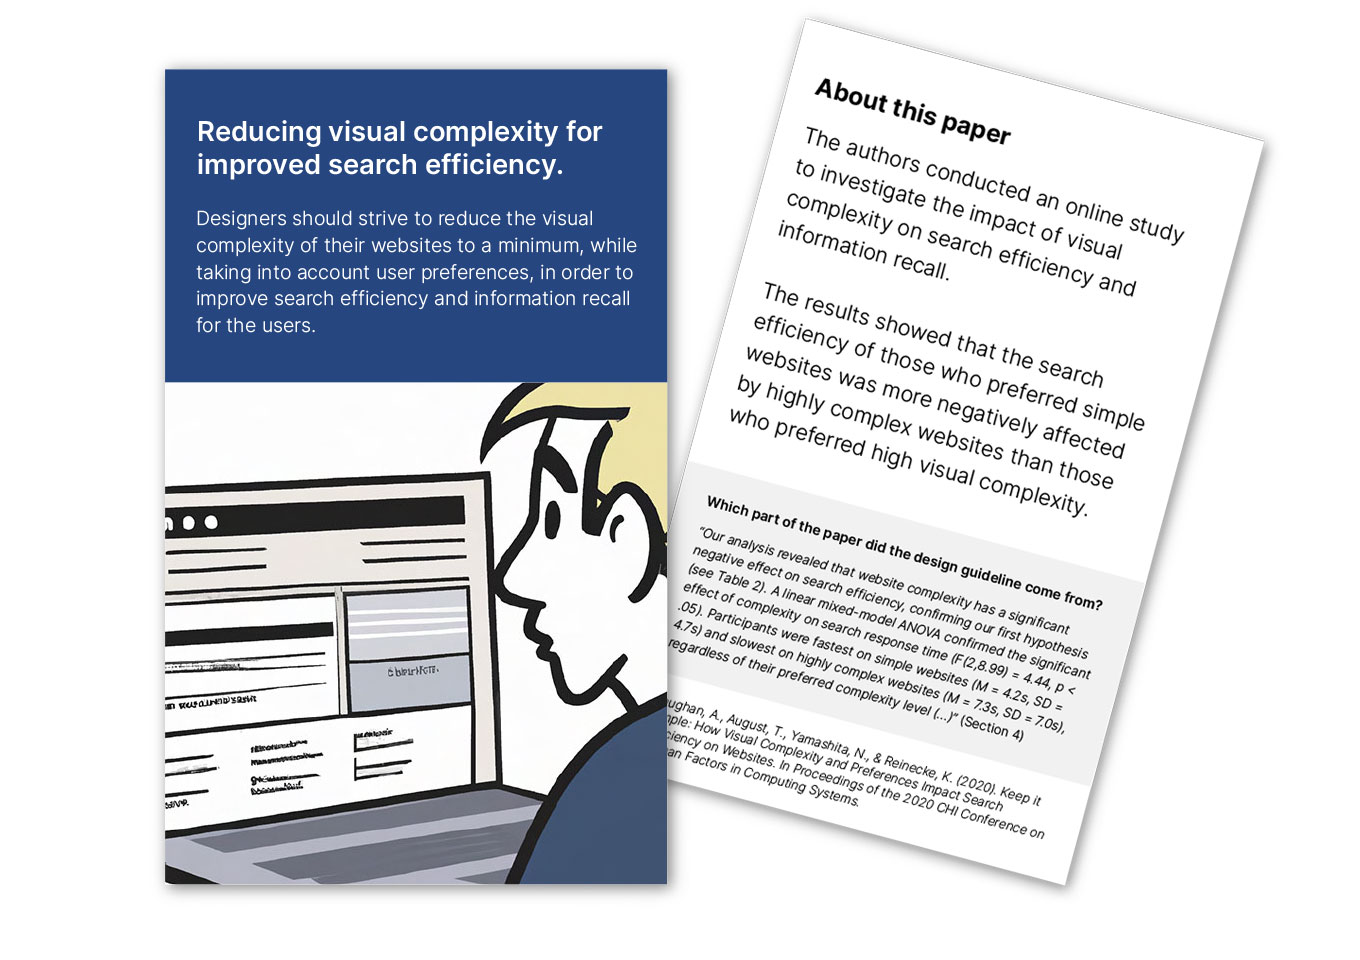 Reducing visual complexity for
improved search efficiency.
Designers should strive to reduce the visual
complexity of their websites to a minimum, while
taking into account user preferences, in order to
improve search efficiency and information recall
for the users.
About this paper
The authors conducted an online study
to investigate the impact of visual
complexity on search efficiency and
information recall.
The results showed that the search
efficiency of those who preferred simple
websites was more negatively affected
by highly complex websites than those
who preferred high visual complexity.
Which part of the paper did the design guideline come from?
“Our analysis revealed that website complexity has a significant
negative effect on search efficiency, confirming our first hypothesis
(see Table 2). A linear mixed-model ANOVA confirmed the significant
effect of complexity on search response time (F(2,8.99) = 4.44, p <
.05). Participants were fastest on simple websites (M = 4.2s, SD =
4.7s) and slowest on highly complex websites (M = 7.3s, SD = 7.0s),
regardless of their preferred complexity level (...)” (Section 4)
ughan, A., August, T., Yamashita, N., & Reinecke, K. (2020). Keep it
mple: How Visual Complexity and Preferences Impact Search
ciency on Websites. In Proceedings of the 2020 CHI Conference on
an Factors in Computing Systems.